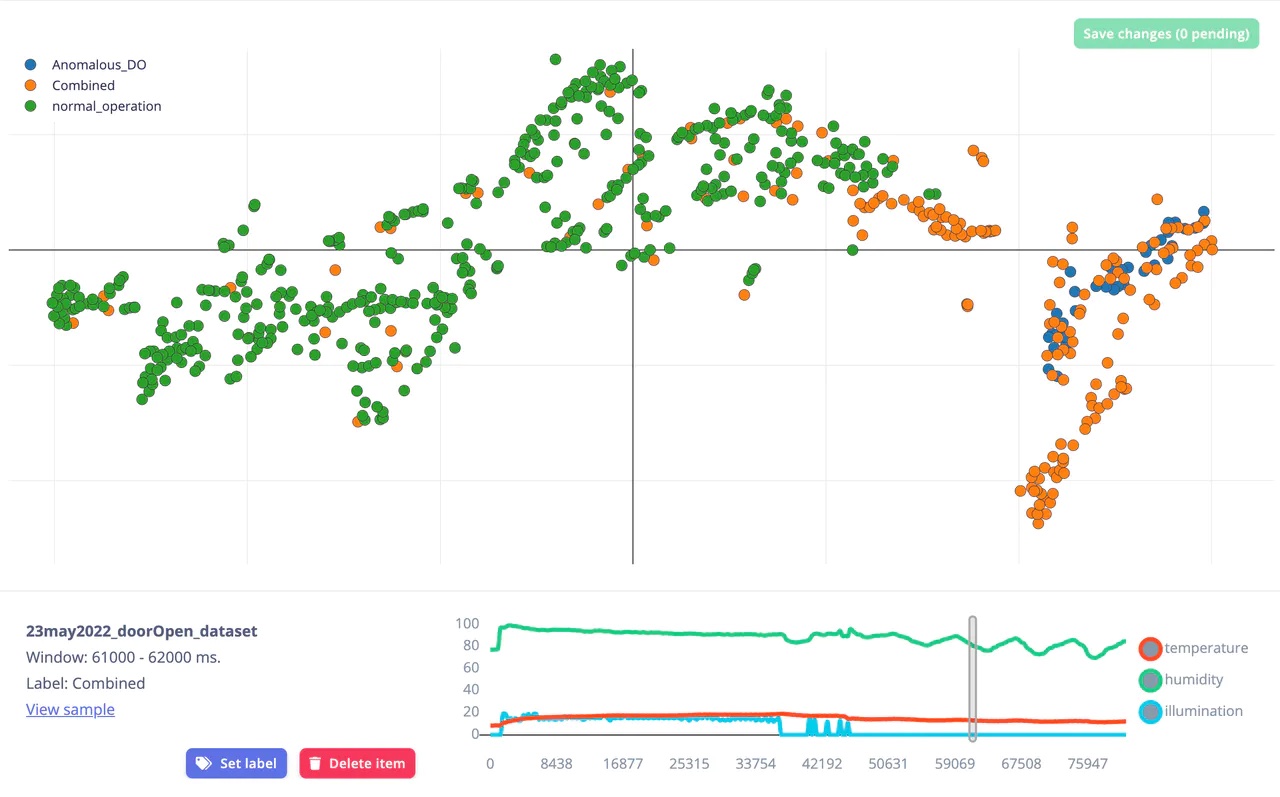 Save changes (0 pending)
Anomalous_DO
Combined
normal_operation
23may2022_doorOpen_dataset
Window: 61000 - 62000 ms.
Label: Combined
View sample
Set label
Delete item
100
80
60
40
20
0
0 8438 16877 25315 33754 42192 50631 59069 67508 75947
temperature
humidity
illumination